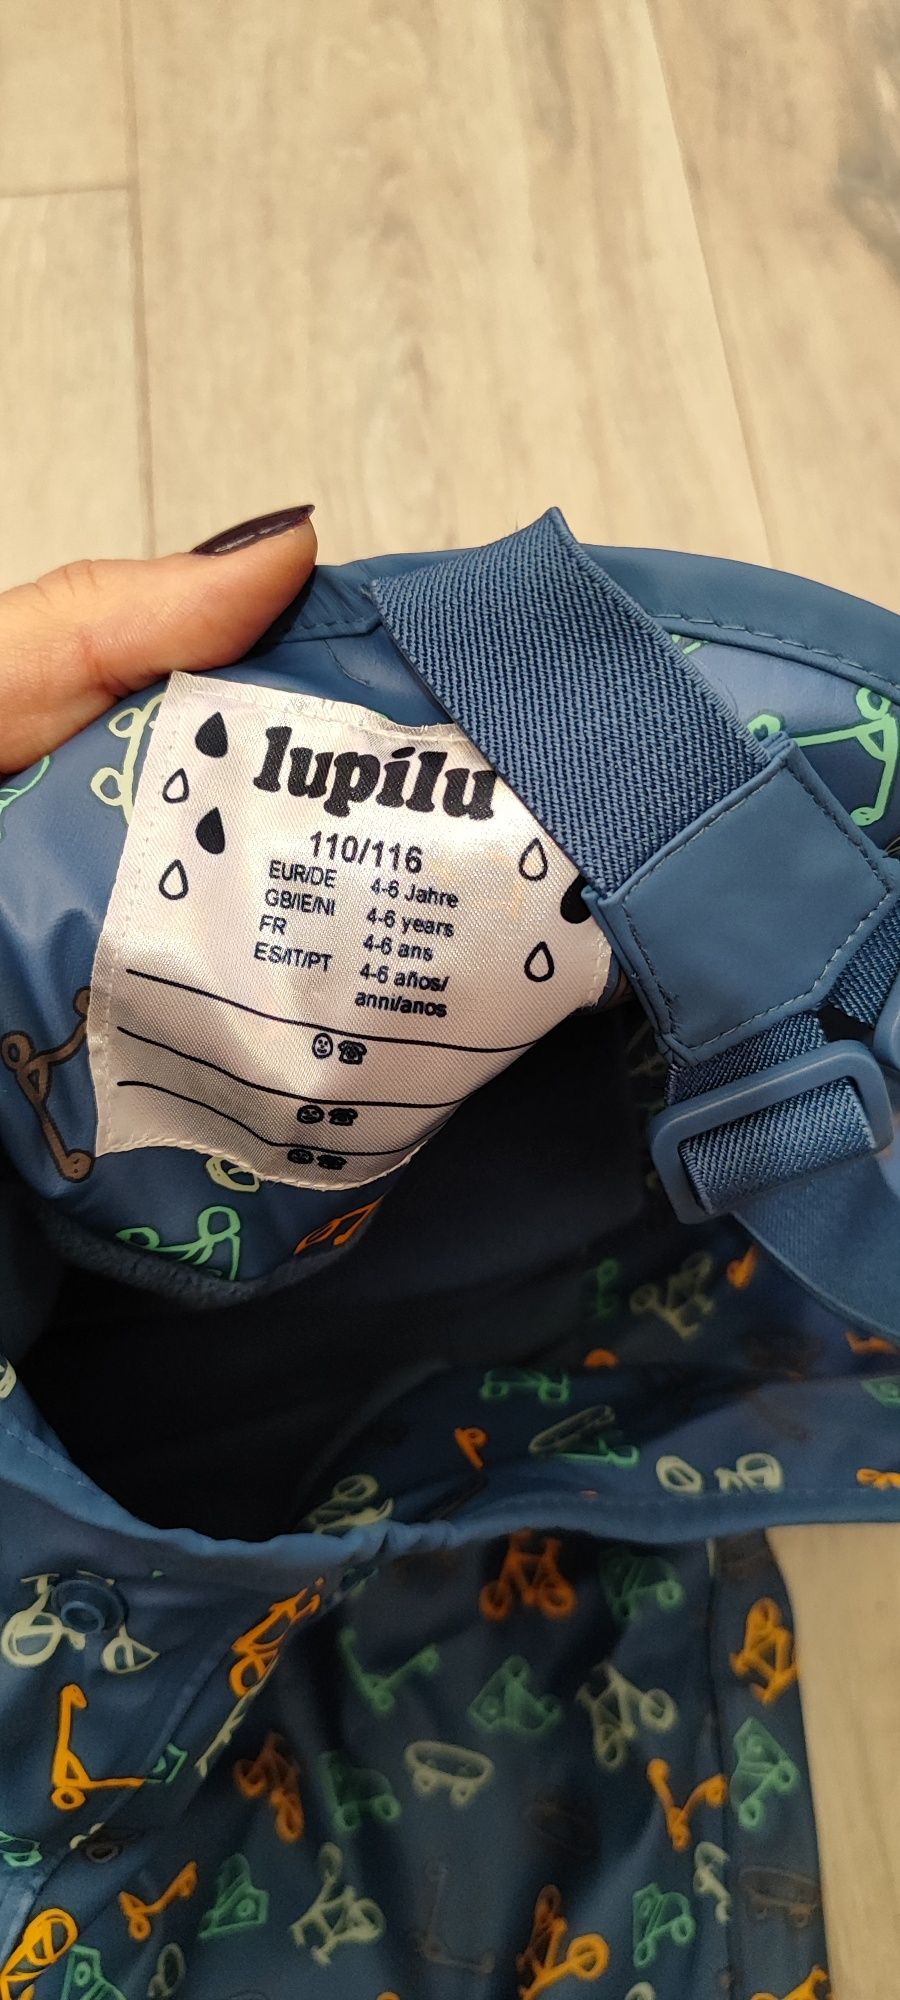 lupilu
110/116
EUR/DE 4-6 Jahre
GB/IE/NI 4-6 years
FR 4-6 ans
ES/IT/PT 4-6 años/
anni/anos